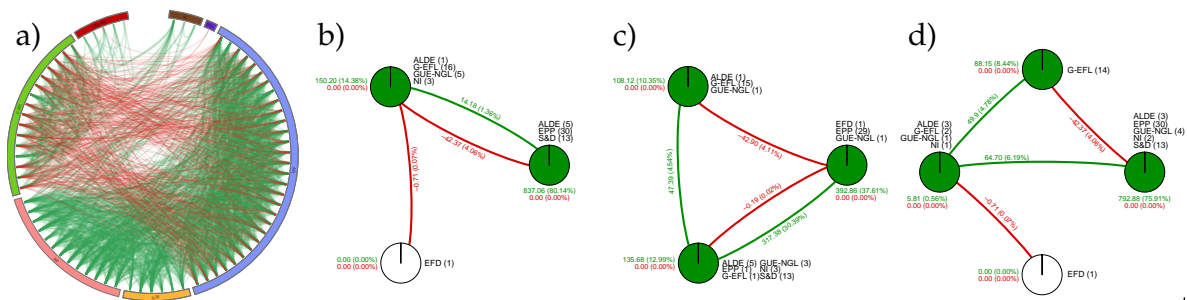 a)
b)
ALDE (1)
G-EFL (16)
GUE-NGL (5)
NI (3)
150.20 (14.38%)
0.00 (0.00%)
14.18 (1.36%)
−42.37 (4.06%)
−0.71 (0.07%)
ALDE (5)
EPP (30)
S&D (13)
837.06 (80.14%)
0.00 (0.00%)
0.00 (0.00%)
0.00 (0.00%)
EFD (1)
c)
108.12 (10.35%)
0.00 (0.00%)
ALDE (1)
G-EFL (15)
GUE-NGL (1)
−42.90 (4.11%)
47.39 (4.54%)
−0.19 (0.02%)
317.38 (30.39%)
EFD (1)
EPP (29)
GUE-NGL (1)
392.86 (37.61%)
0.00 (0.00%)
135.68 (12.99%)
0.00 (0.00%)
ALDE (5) GUE-NGL (3)
EPP (1) NI (3)
G-EFL (1) S&D (13)
d)
88.15 (8.44%)
0.00 (0.00%)
G-EFL (14)
49.9 (4.78%)
−42.37 (4.06%)
64.70 (6.19%)
−0.71 (0.07%)
ALDE (3)
G-EFL (2)
GUE-NGL (1)
NI (1)
5.81 (0.56%)
0.00 (0.00%)
ALDE (3)
EPP (30)
GUE-NGL (4)
NI (2)
S&D (13)
792.88 (75.91%)
0.00 (0.00%)
0.00 (0.00%)
0.00 (0.00%)
EFD (1)